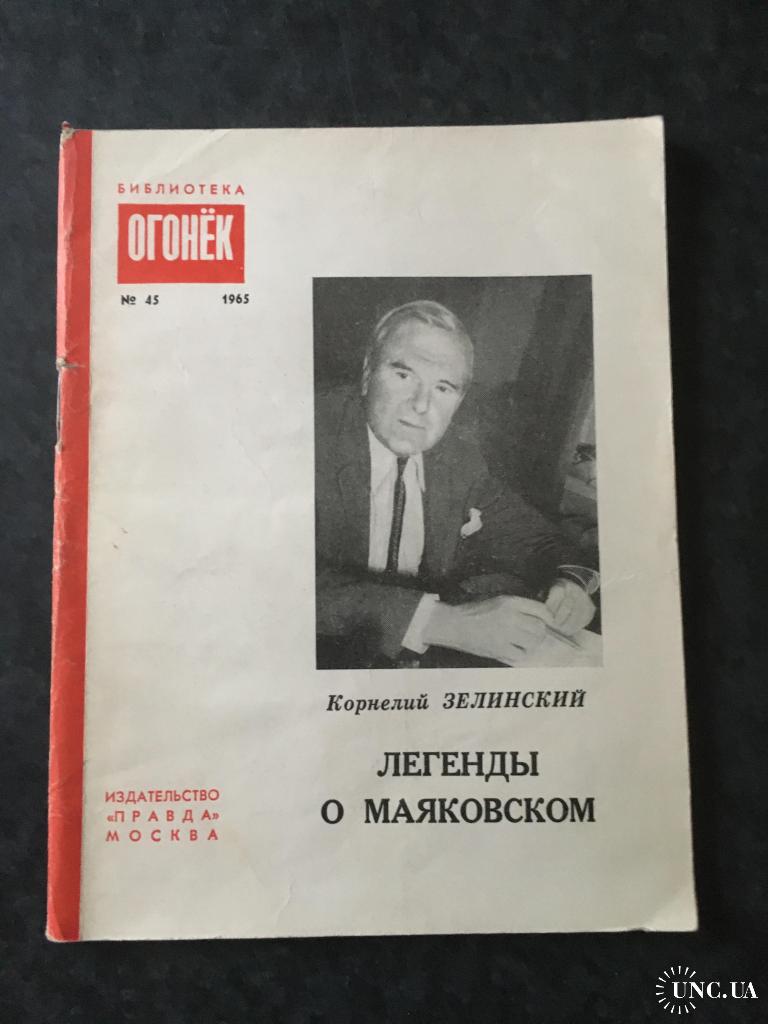 БИБЛИОТЕКА
ОГОНЁК
№ 45 1965
Корнелий ЗЕЛИНСКИЙ
ЛЕГЕНДЫ
О МАЯКОВСКОМ
ИЗДАТЕЛЬСТВО
«ПРАВДА»
МОСКВА
UNC.UA